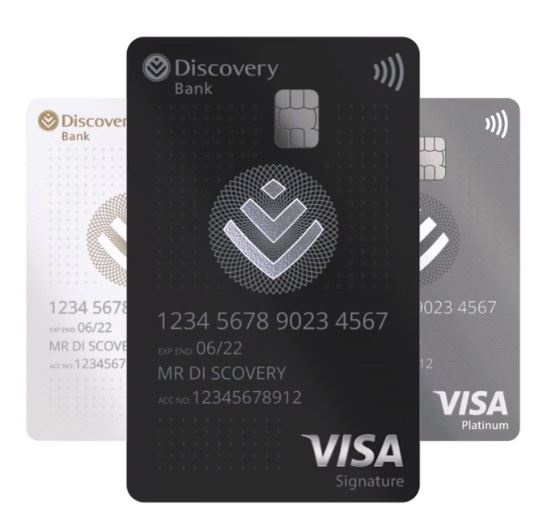 Discovery
Bank
1234 5678 9023 4567
EXP END: 06/22
MR DI SCOVERY
ACC NO: 12345678912
VISA
Signature
Discover
Bank
1234 5678
EXP END: 06/22
MR DI SCOVE
ACC NO: 1234567
9023 4567
12
VISA
Platinum